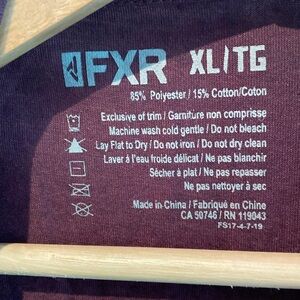 FXR XL/TG
85% Polyester / 15% Cotton/Coton
Exclusive of trim / Garniture non comprisse
Machine wash cold gentle / Do not bleach
Lay Flat to Dry / Do not iron / Do not dry clean
Laver á l'eau froide délicat / Ne pas blanchir
Sécher à plat / Ne pas repasser
Ne pas nettoyer à sec
Made in China / Fabriqué en Chine
CA 50746 / RN 119043
FS17-4-7-19